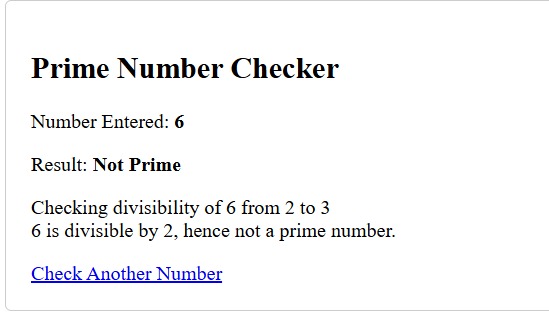 Prime Number Checker
Number Entered: 6
Result: Not Prime
Checking divisibility of 6 from 2 to 3
6 is divisible by 2, hence not a prime number.
Check Another Number